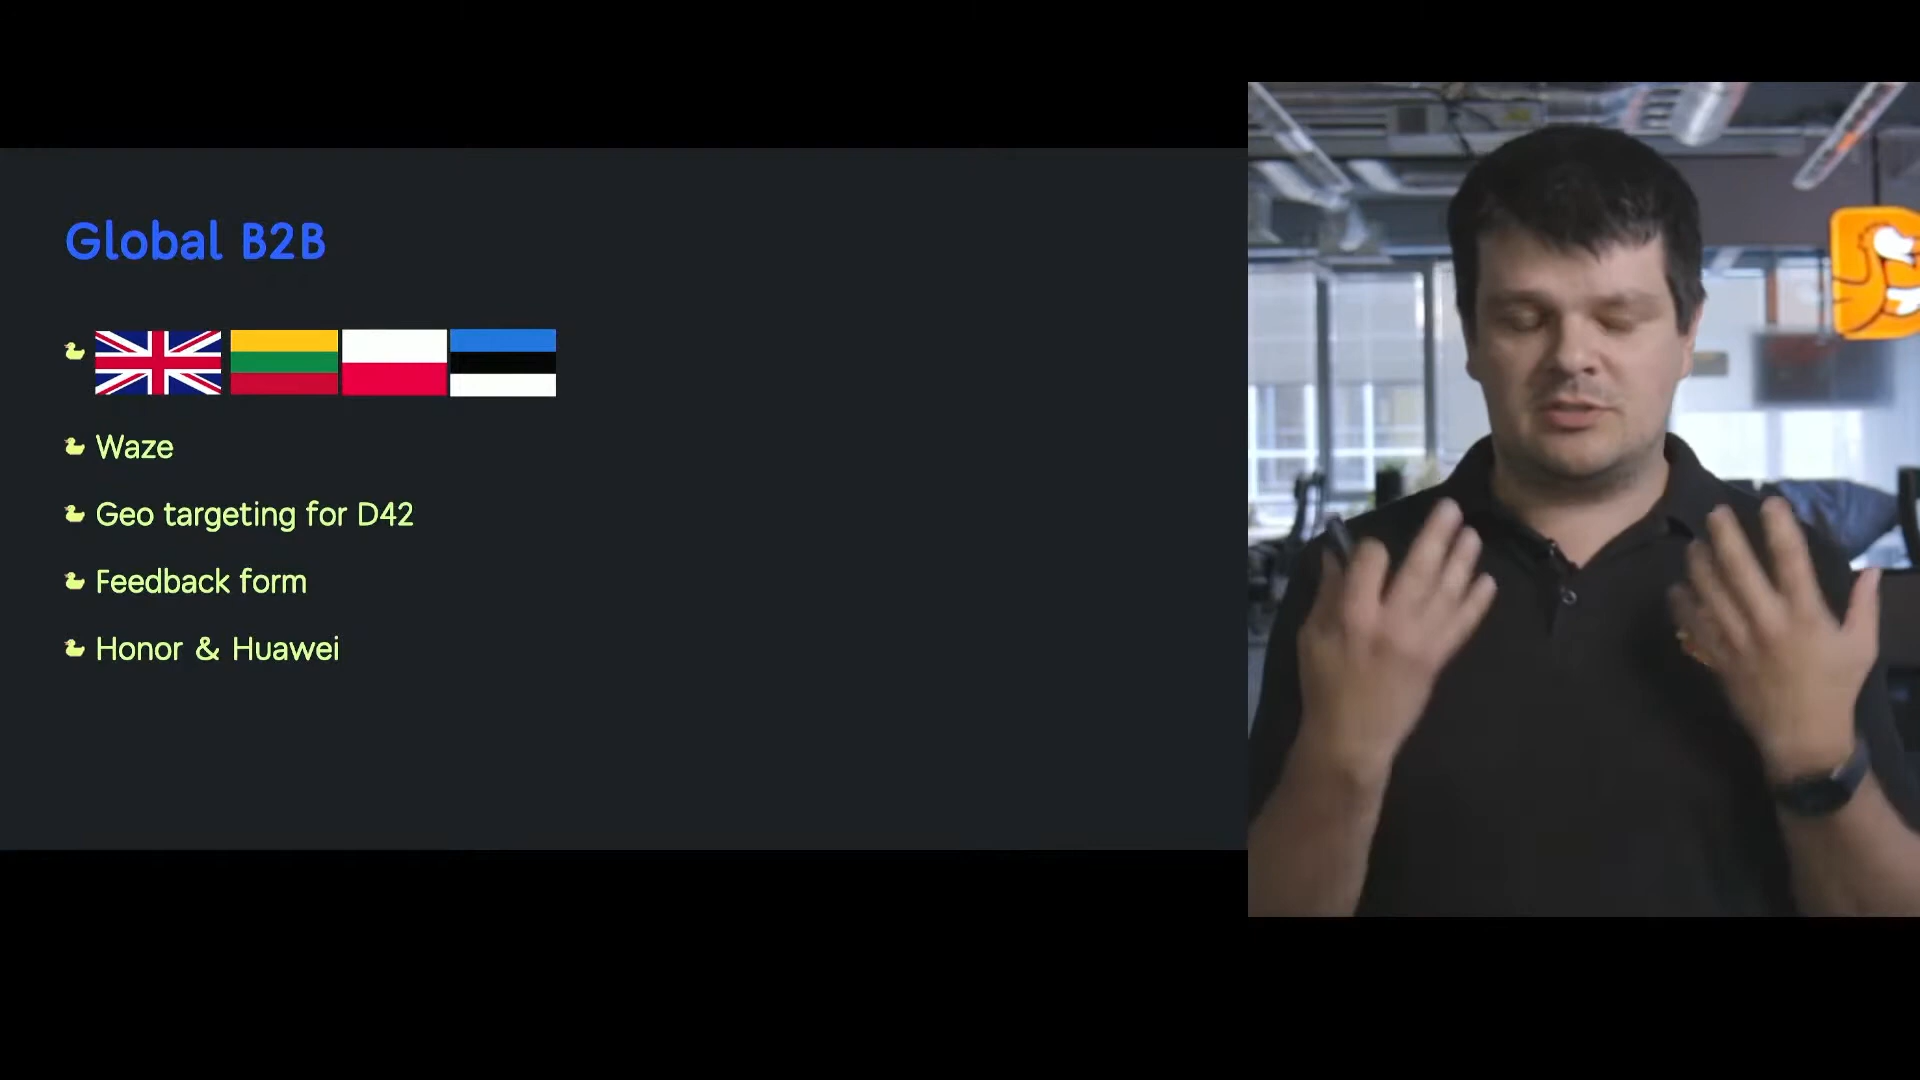 Global B2B
Waze
Geo targeting for D42
Feedback form
Honor & Huawei